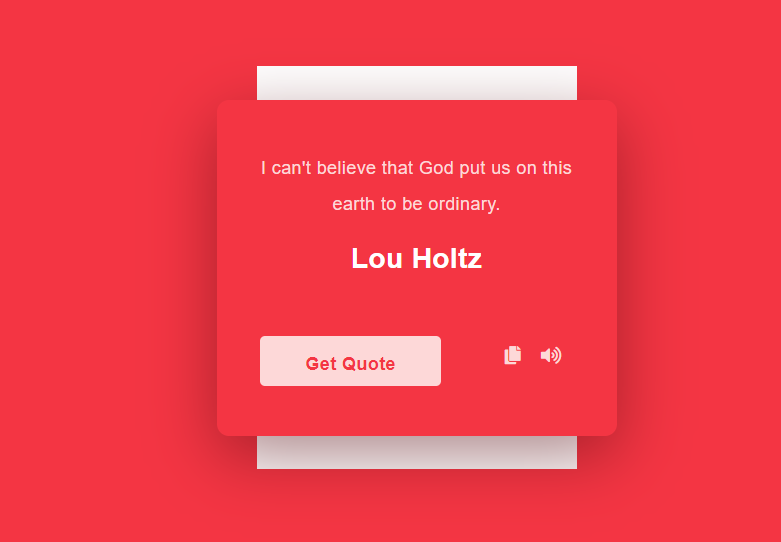 I can't believe that God put us on this
earth to be ordinary.
Lou Holtz
Get Quote